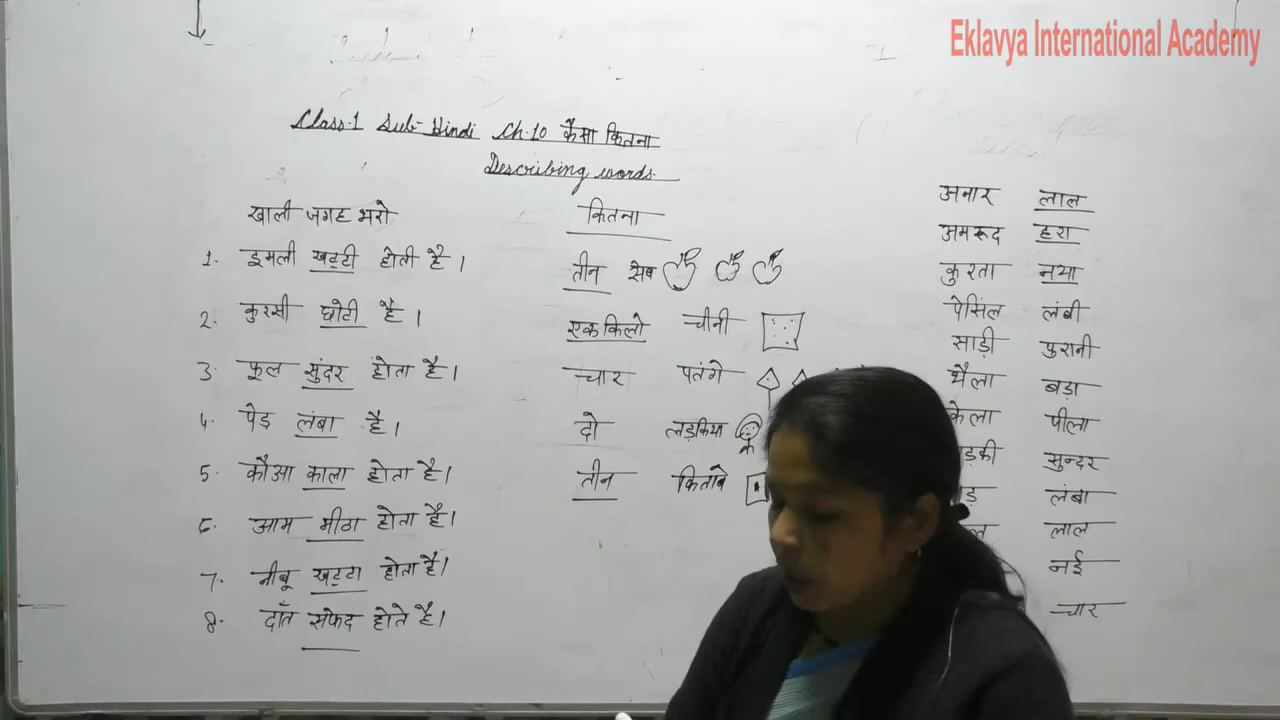 Eklavya International Academy
Class-1 Sub- Hindi Ch.10 कैसा कितना
Describing words.
खाली जगह भरो
1. इमली खट्टी होती है।
2. कुरसी छोटी है।
3. फूल सुंदर होता है।
4. पेड़ लंबा है।
5. कौआ काला होता है।
6. आम मीठा होता है।
7. नीबू खट्टा होता है।
8. दाँत सफेद होते है।
कितना
तीन सेब
एक किलो चीनी
चार पतंगे
दो लड़किया
तीन किताबे
अनार लाल
अमरूद हरा
कुरता नया
पेंसिल लंबी
साड़ी पुरानी
थैला बड़ा
केला पीला
सुन्दर
लंबा
लाल
नई
चार